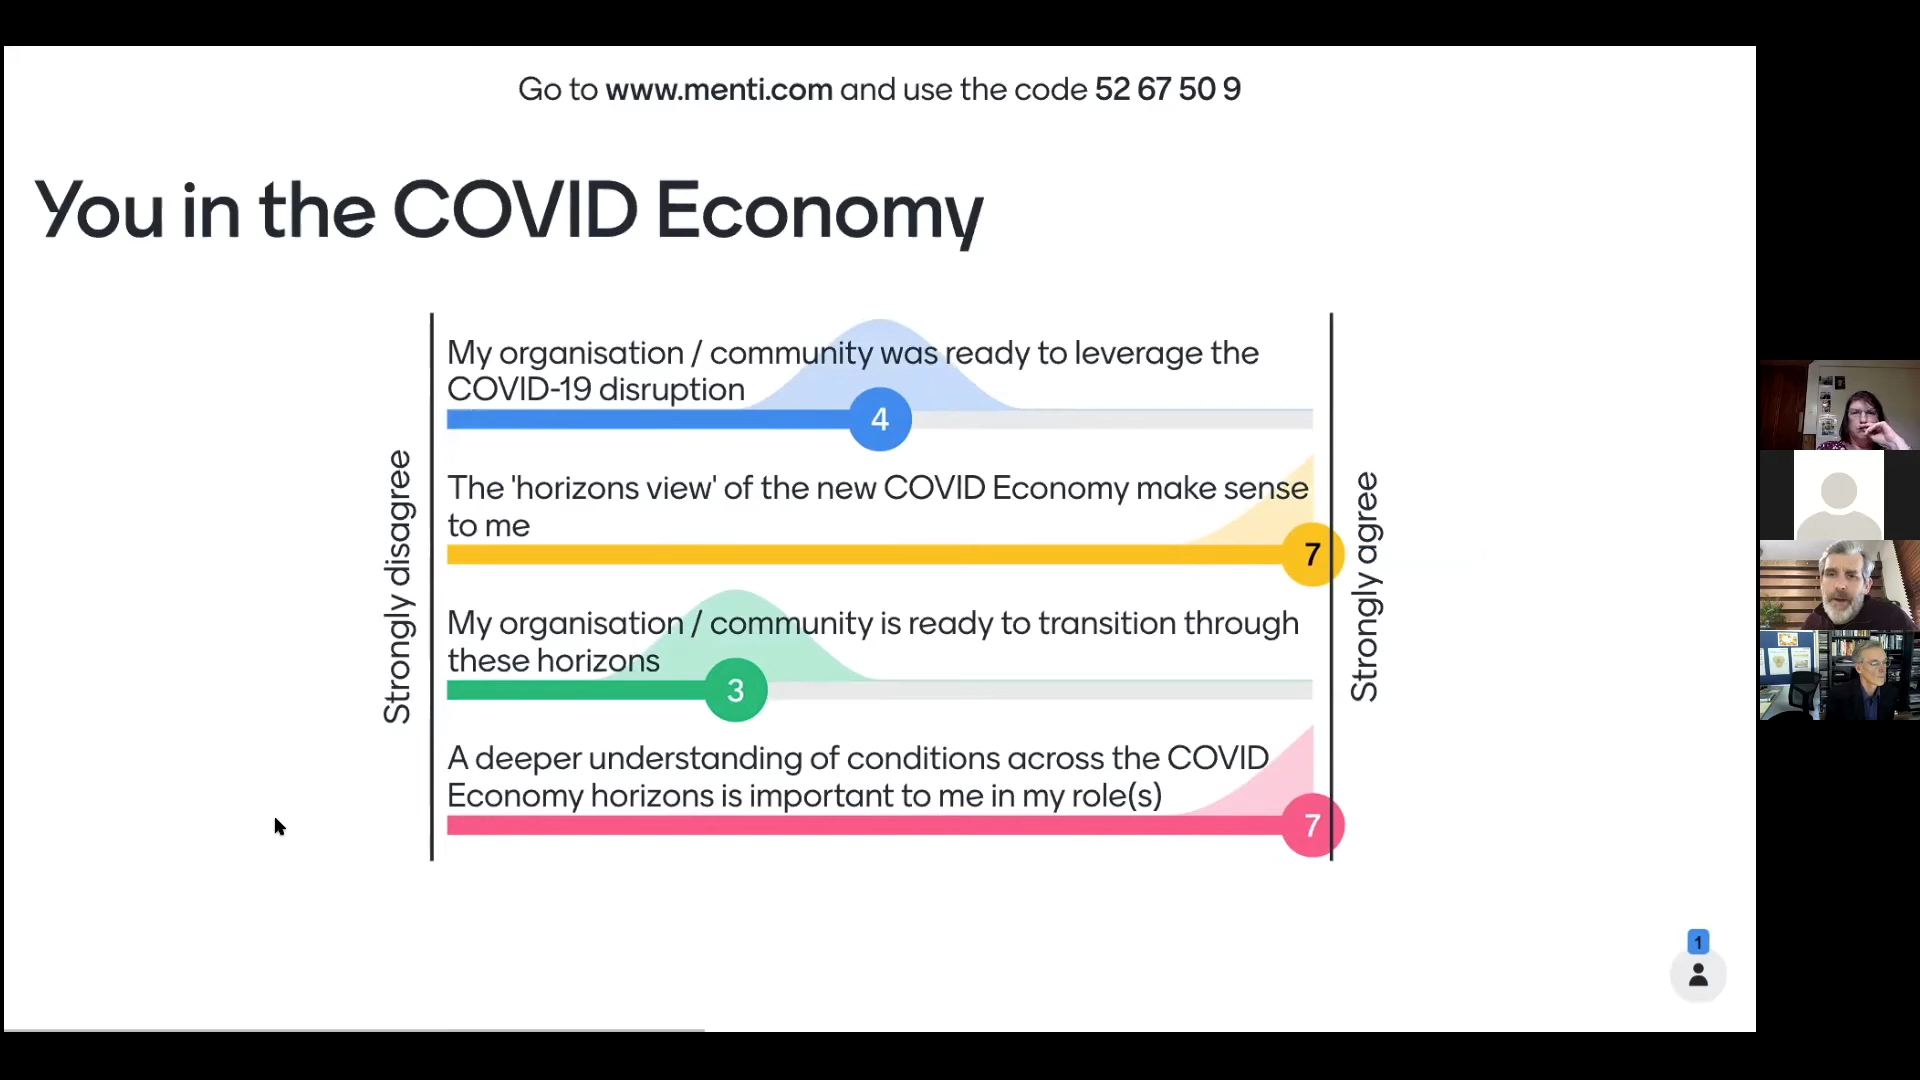 Go to www.menti.com and use the code 52 67 50 9
You in the COVID Economy
Strongly disagree
My organisation / community was ready to leverage the
COVID-19 disruption
4
The 'horizons view' of the new COVID Economy make sense
to me
7
My organisation / community is ready to transition through
these horizons
3
A deeper understanding of conditions across the COVID
Economy horizons is important to me in my role(s)
7
Strongly agree
1